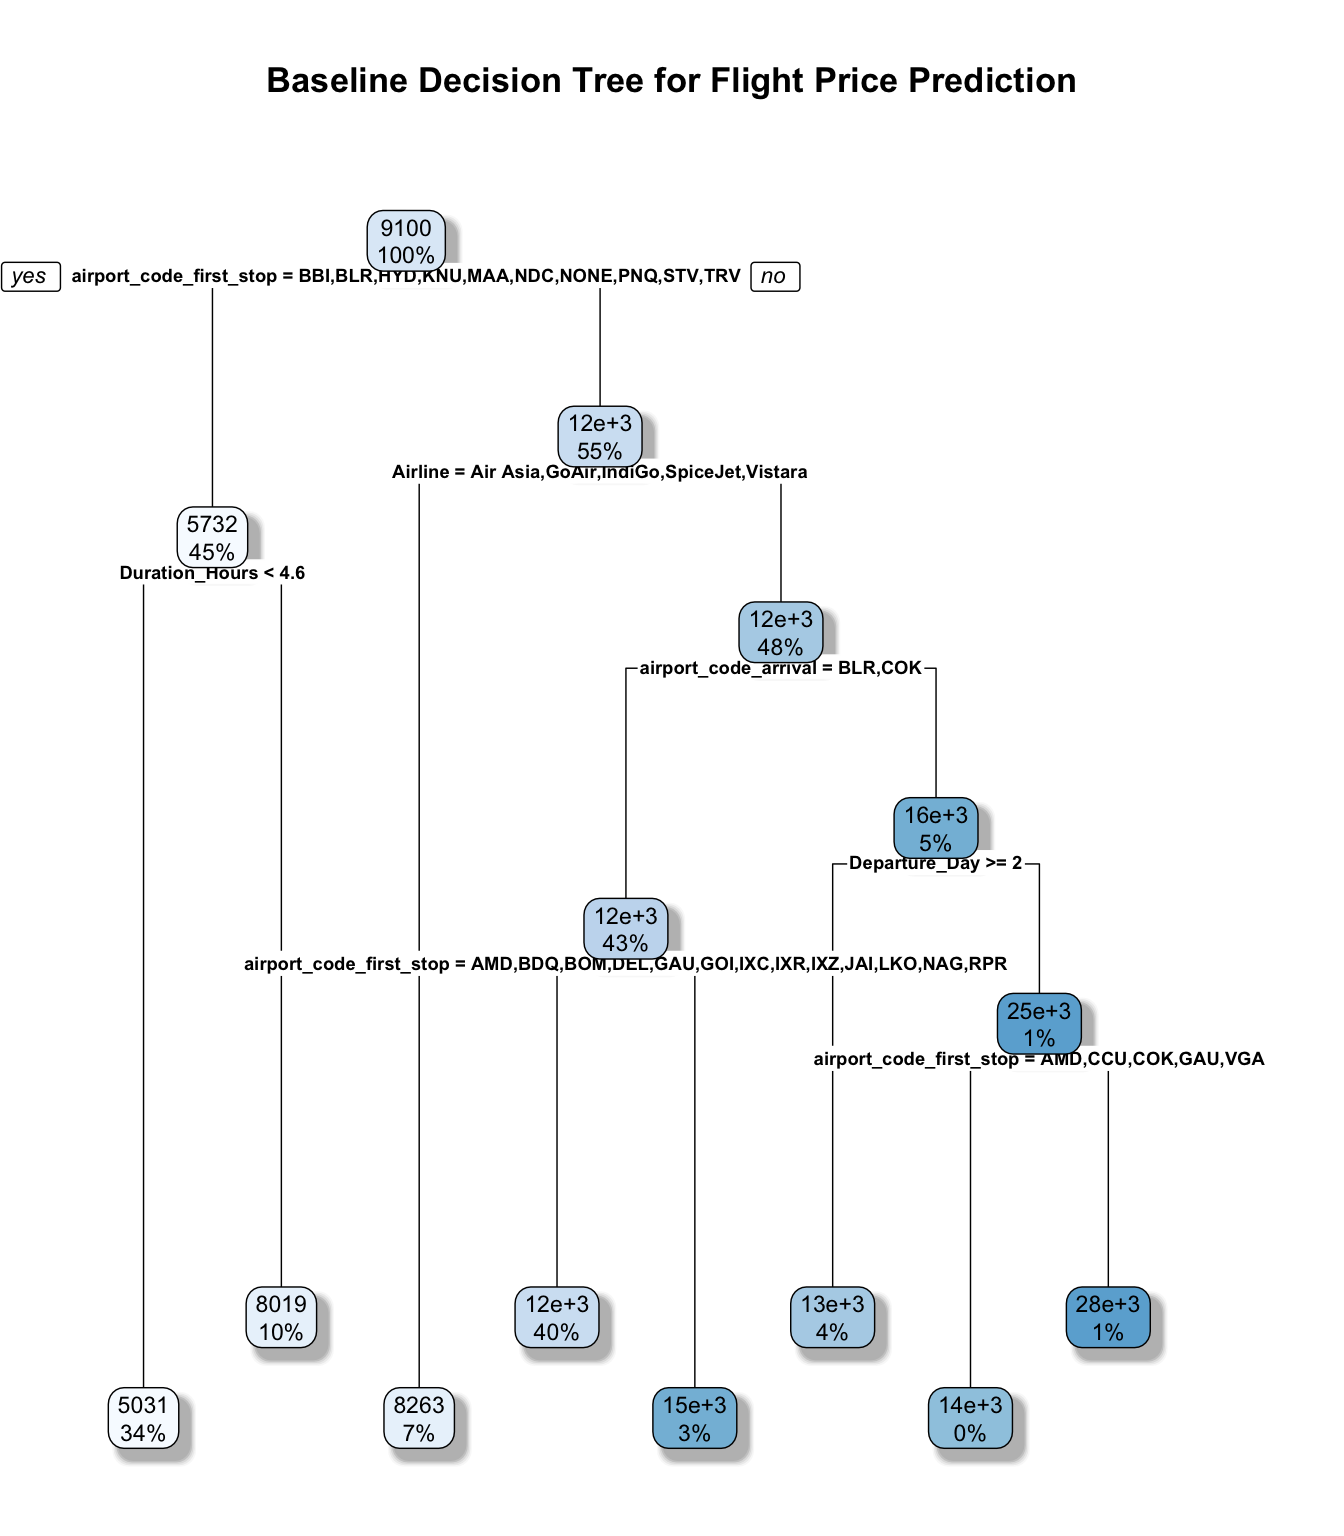 Baseline Decision Tree for Flight Price Prediction
9100
100%
yes
airport_code_first_stop = BBI,BLR,HYD,KNU,MAA,NDC,NONE,PNQ,STV,TRV
no
12e+3
55%
Airline = Air Asia,GoAir,IndiGo,SpiceJet,Vistara
5732
45%
Duration_Hours < 4.6
12e+3
48%
airport_code_arrival = BLR,COK
16e+3
5%
Departure_Day >= 2
12e+3
43%
airport_code_first_stop = AMD,BDQ,BOM,DEL,GAU,GOI,IXC,IXR,IXZ,JAI,LKO,NAG,RPR
25e+3
1%
airport_code_first_stop = AMD,CCU,COK,GAU,VGA
8019
10%
12e+3
40%
13e+3
4%
28e+3
1%
5031
34%
8263
7%
15e+3
3%
14e+3
0%